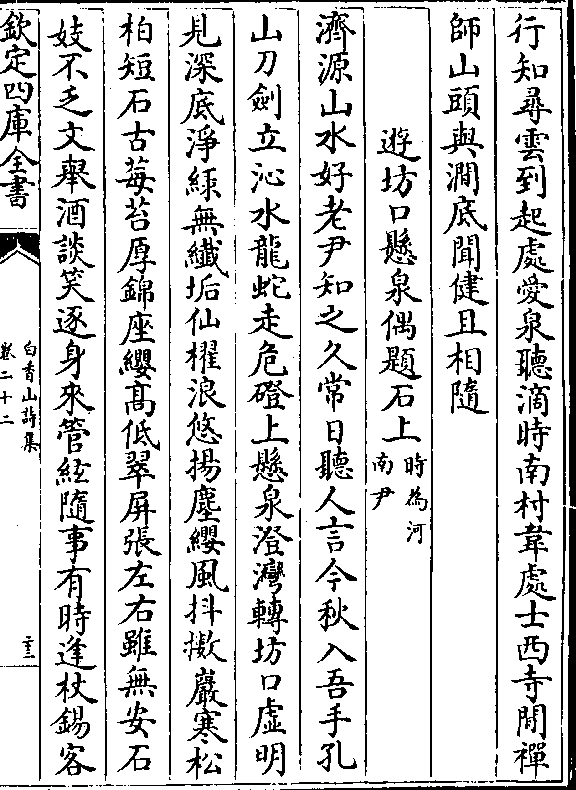 行知尋雲到起處愛泉聽滴時南村韋處士西寺閒禪
師山頭與澗底聞健且相隨
遊坊口懸泉偶題石上時為河南尹
濟源山水好老尹知之久常日聽人言今秋入吾手孔
山刀劍立沁水龍蛇走危磴上懸泉澄灣轉坊口虛明
見深底淨緑無纖垢仙櫂浪悠揚塵纓風抖擻巖寒松
柏短石古莓苔厚錦座纓高低翠屏張左右雖無安石
妓不乏文舉酒談笑逐身來管絃隨事有時逢杖錫客
欽定四庫全書
白香山詩集
卷二十二